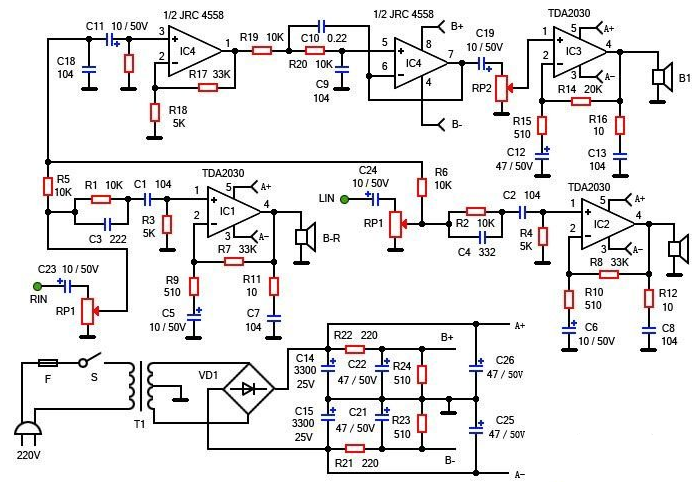 C11 10 / 50V
1/2 JRC 4558
1/2 JRC 4558
TDA2030
3
2
1
IC4
R19 10K
C10 0.22
R20 10K
B+
C19
10 / 50V
A+
C18
104
R17 33K
R18
5K
C9
104
5
6
8
7
4
IC4
B-
RP2
1
2
5
4
3
IC3
A-
B1
R14 20K
R15
510
R16
10
C12
47 / 50V
C13
104
R5
10K
R1 10K
C1 104
C3 222
R3
5K
TDA2030
1
2
5
4
3
IC1
A+
A-
B-R
R7 33K
R9
510
R11
10
C5
10 / 50V
C7
104
C23 10 / 50V
RIN
RP1
C24
10 / 50V
LIN
RP1
R6
10K
R2 10K
C2 104
C4 332
R4
5K
TDA2030
1
2
5
4
3
IC2
A+
A-
R8 33K
R10
510
R12
10
C6
10 / 50V
C8
104
F
S
T1
220V
VD1
R22 220
B+
A+
C14
3300
25V
C22
47 / 50V
R24
510
C26
47 / 50V
C15
3300
25V
C21
47 / 50V
R23
510
C25
47 / 50V
R21 220
B-
A-